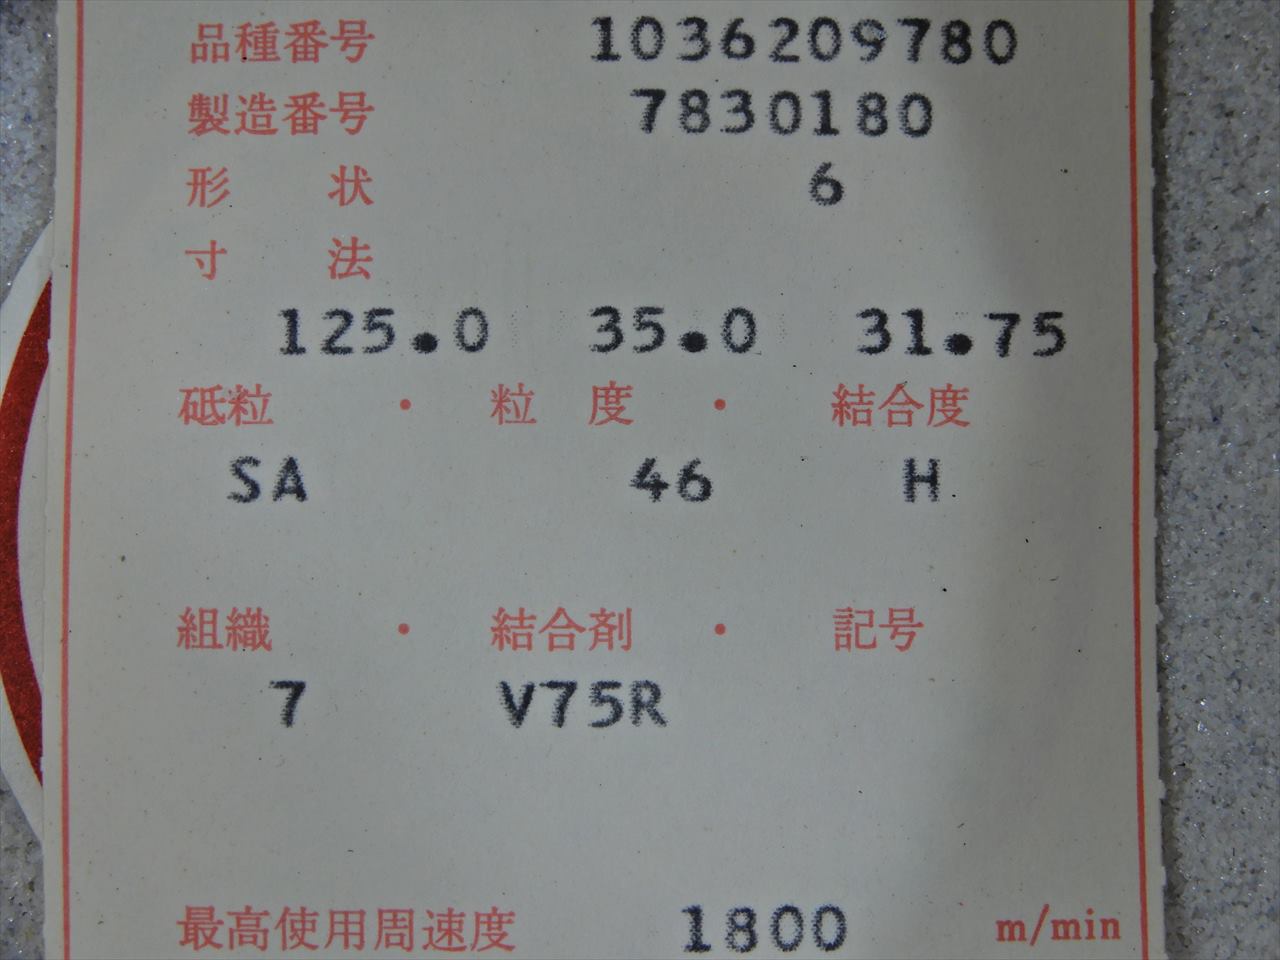 品種番号 1036209780
製造番号 7830180
形状 6
寸法
125.0 35.0 31.75
砥粒 ・ 粒度 ・ 結合度
SA 46 H
組織 ・ 結合剤 ・ 記号
7 V75R
最高使用周速度 1800 m/min